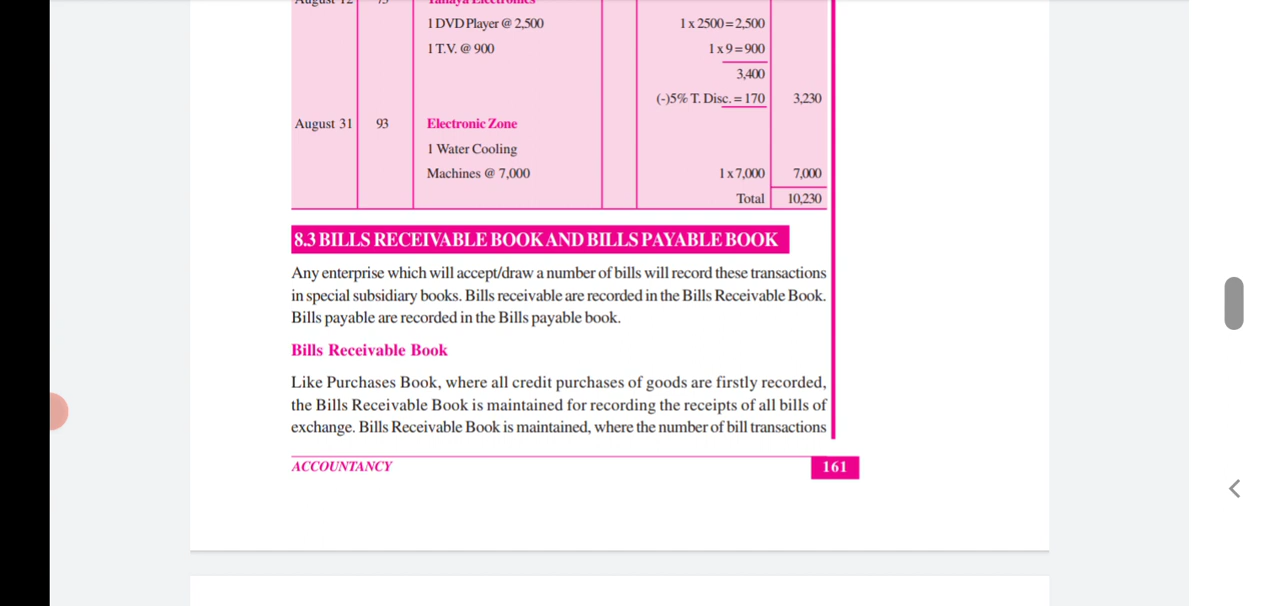 1 DVD Player @ 2,500 1 x 2500=2,500
1 T.V. @ 900 1 x 9=900
3,400
(-)5% T. Disc. = 170 3,230
August 31 93 Electronic Zone
1 Water Cooling
Machines @ 7,000 1 x 7,000 7,000
Total 10,230
8.3 BILLS RECEIVABLE BOOK AND BILLS PAYABLE BOOK
Any enterprise which will accept/draw a number of bills will record these transactions
in special subsidiary books. Bills receivable are recorded in the Bills Receivable Book.
Bills payable are recorded in the Bills payable book.
Bills Receivable Book
Like Purchases Book, where all credit purchases of goods are firstly recorded,
the Bills Receivable Book is maintained for recording the receipts of all bills of
exchange. Bills Receivable Book is maintained, where the number of bill transactions
ACCOUNTANCY 161